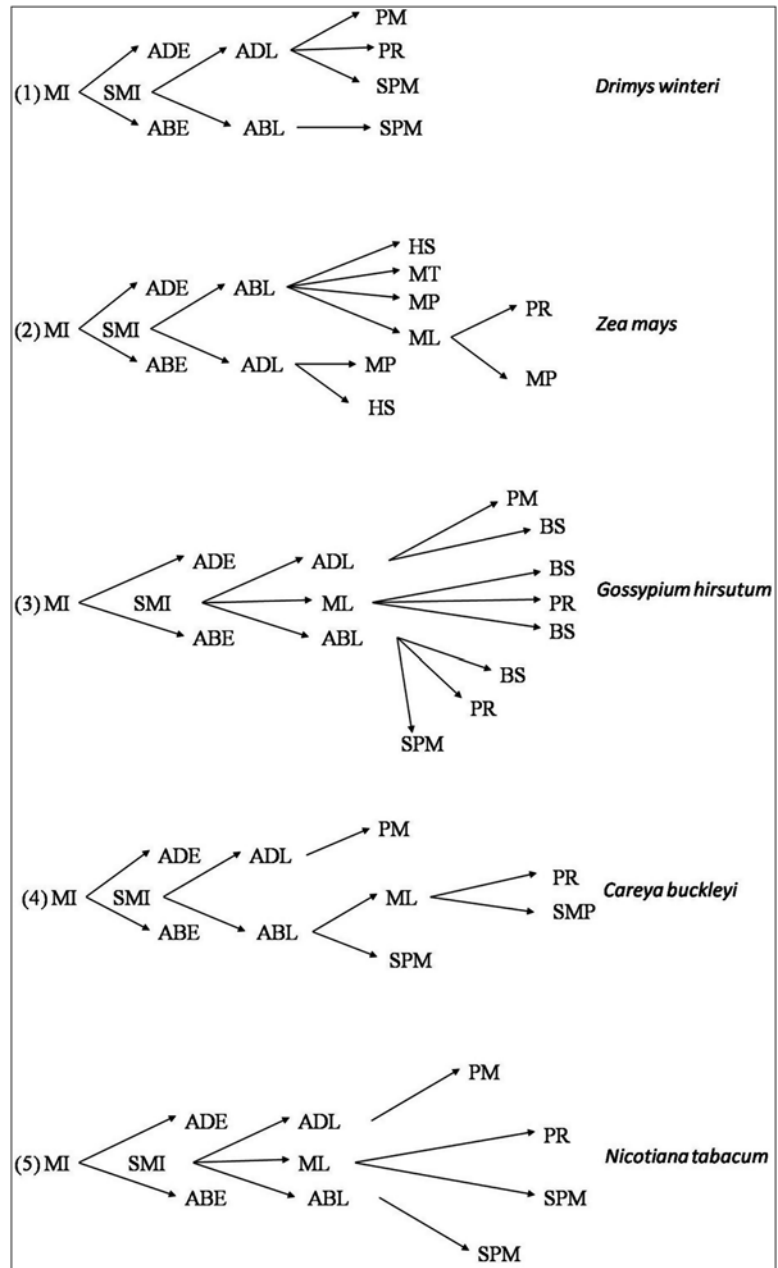 PM
ADE ADL PR
SPM
(1) MI SMI Drimys winteri
ABE ABL SPM
HS
ADE ABL MT
MP
PR
(2) MI SMI ML Zea mays
ABE ADL MP MP
HS
PM
BS
ADE ADL
BS
(3) MI SMI ML PR Gossypium hirsutum
BS
ABE ABL
BS
PR
SPM
PM
ADE ADL
PR
(4) MI SMI ML Careya buckleyi
SMP
ABE ABL
SPM
PM
ADE ADL
PR
(5) MI SMI ML Nicotiana tabacum
ABE ABL SPM
SPM